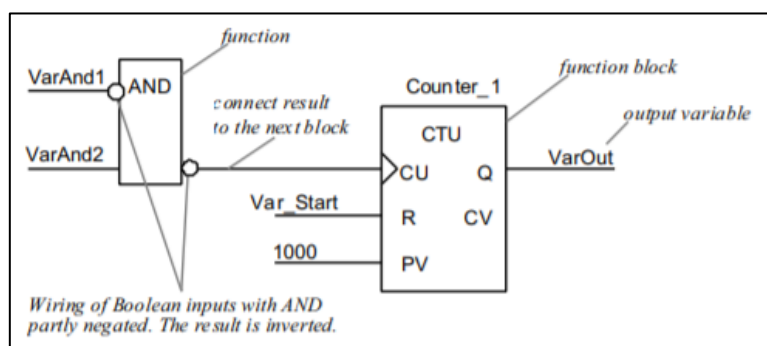 function
VarAnd1
AND
connect result
to the next block
VarAnd2
Counter_1
function block
CTU
output variable
CU
Q
VarOut
Var_Start
R
CV
1000
PV
Wiring of Boolean inputs with AND
partly negated. The result is inverted.